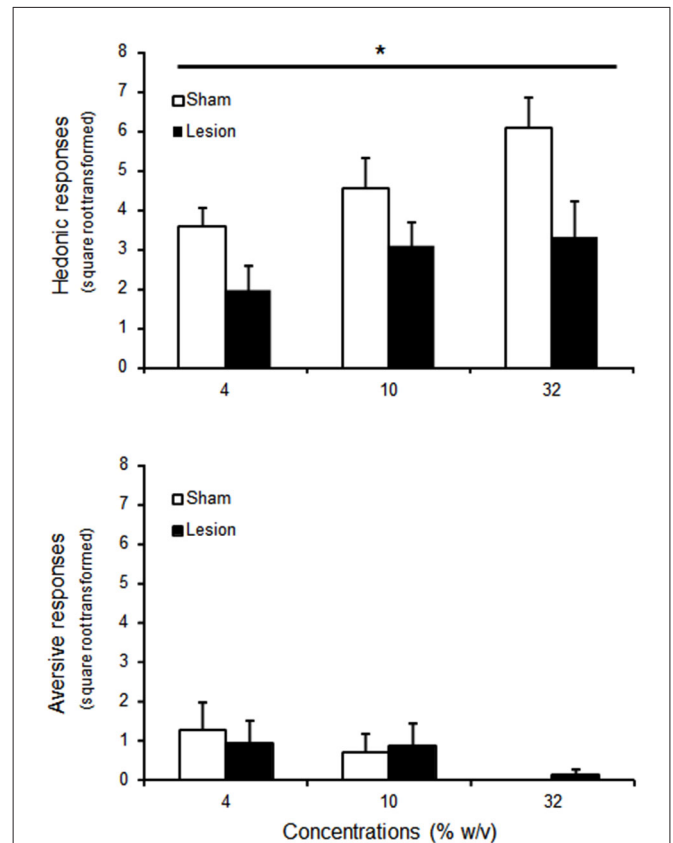 *
8
7
6
5
4
3
2
1
0
Hedonic responses
(square root transformed)
Sham
Lesion
4 10 32
8
7
6
5
4
3
2
1
0
Aversive responses
(square root transformed)
Sham
Lesion
4 10 32
Concentrations (% w/v)